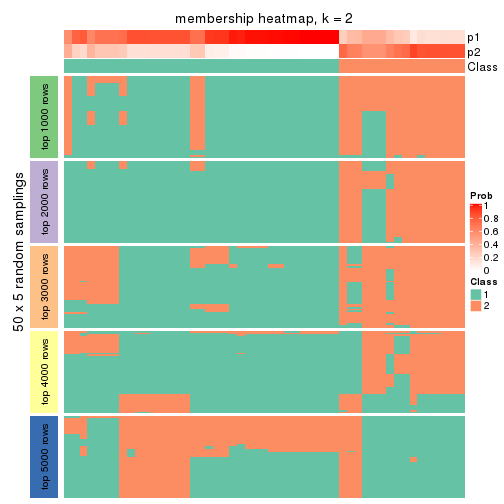 membership heatmap, k = 2
p1
p2
Class
50 x 5 random samplings
top 1000 rows
top 2000 rows
top 3000 rows
top 4000 rows
top 5000 rows
Prob
1
0.8
0.6
0.4
0.2
0
Class
1
2